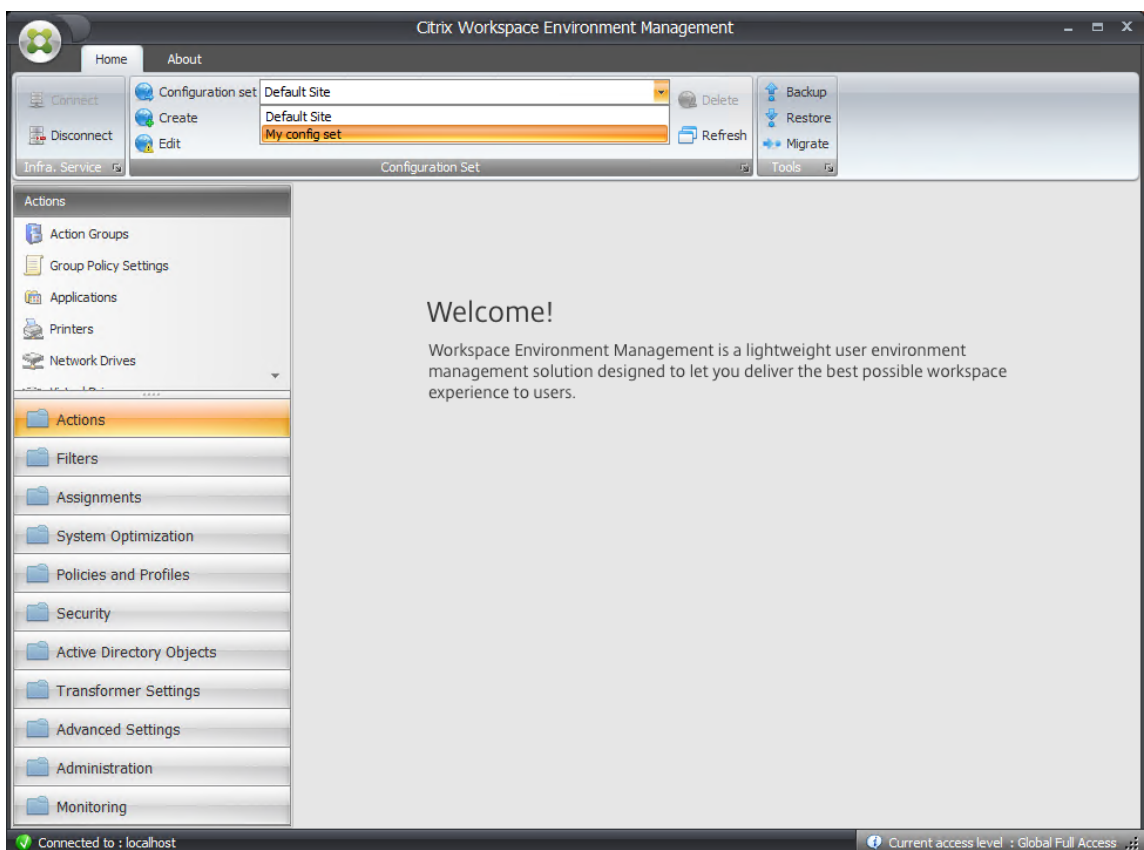 Citrix Workspace Environment Management
Home About
Connect
Disconnect
Infra. Service
Configuration set Default Site
Create
Edit
Default Site
My config set
Delete
Refresh
Configuration Set
Backup
Restore
Migrate
Tools
Actions
Action Groups
Group Policy Settings
Applications
Printers
Network Drives
Actions
Filters
Assignments
System Optimization
Policies and Profiles
Security
Active Directory Objects
Transformer Settings
Advanced Settings
Administration
Monitoring
Welcome!
Workspace Environment Management is a lightweight user environment
management solution designed to let you deliver the best possible workspace
experience to users.
Connected to : localhost
Current access level : Global Full Access